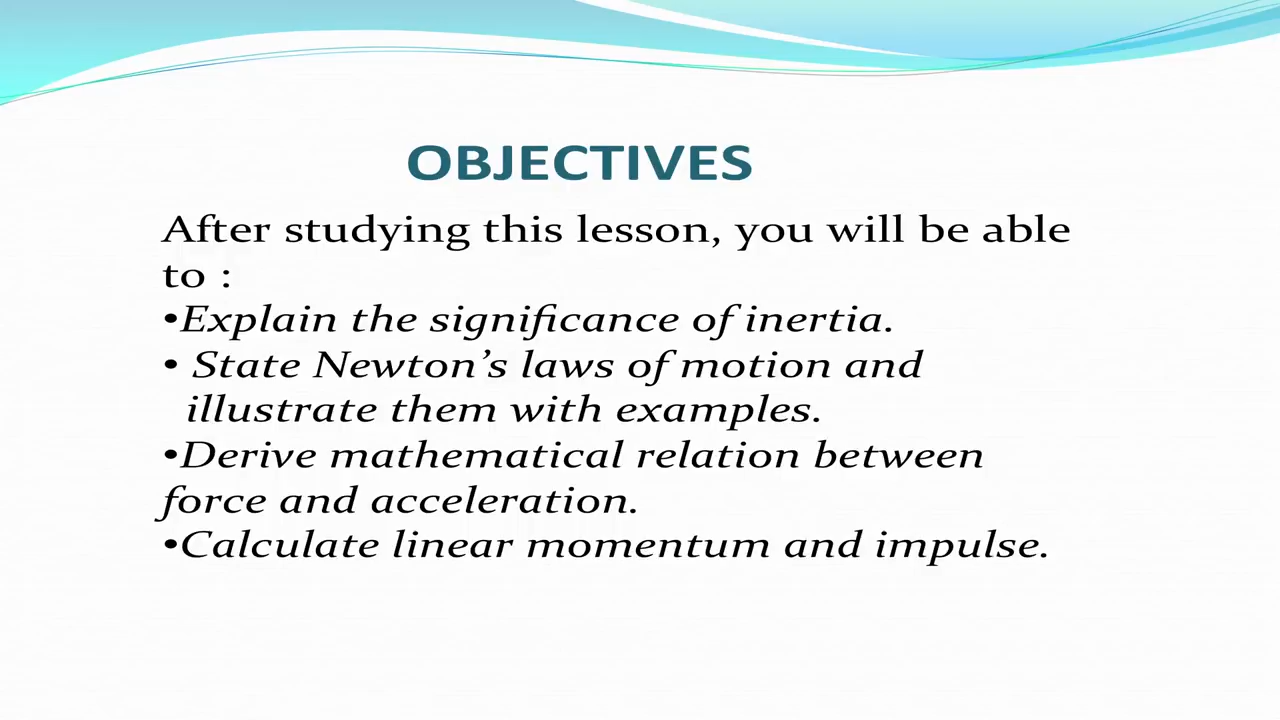 OBJECTIVES
After studying this lesson, you will be able
to :
•Explain the significance of inertia.
• State Newton’s laws of motion and
illustrate them with examples.
•Derive mathematical relation between
force and acceleration.
•Calculate linear momentum and impulse.